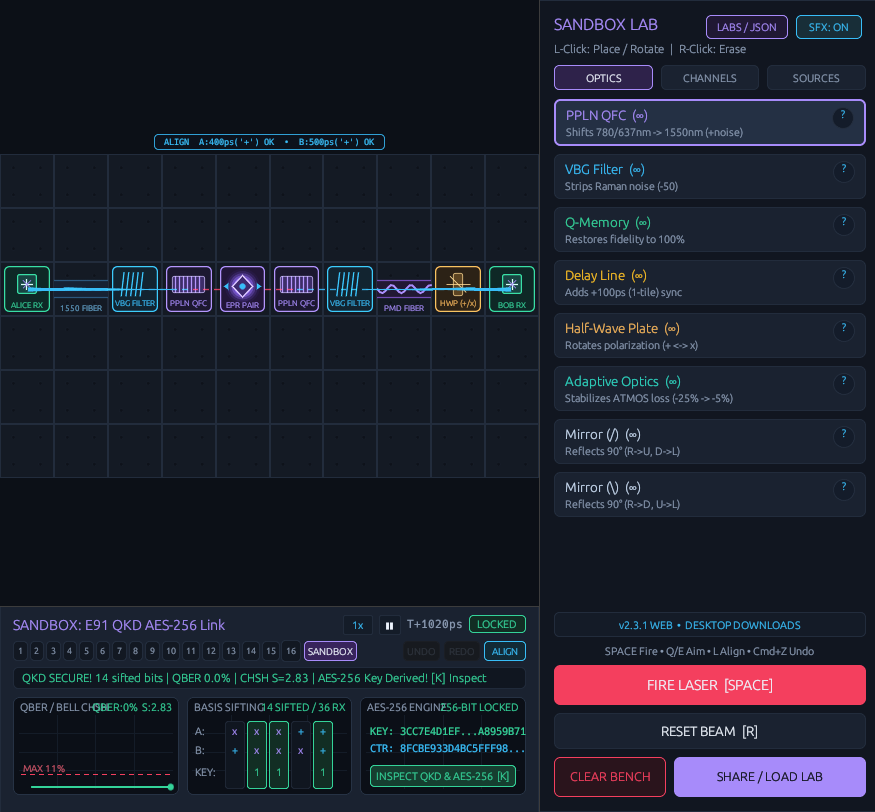 SANDBOX LAB
LABS / JSON
SFX: ON
L-Click: Place / Rotate | R-Click: Erase
OPTICS
CHANNELS
SOURCES
PPLN QFC (∞)
?
Shifts 780/637nm -> 1550nm (+noise)
VBG Filter (∞)
?
Strips Raman noise (-50)
Q-Memory (∞)
?
Restores fidelity to 100%
Delay Line (∞)
?
Adds +100ps (1-tile) sync
Half-Wave Plate (∞)
?
Rotates polarization (+ <-> x)
Adaptive Optics (∞)
?
Stabilizes ATMOS loss (-25% -> -5%)
Mirror (/) (∞)
?
Reflects 90° (R->U, D->L)
Mirror (\) (∞)
?
Reflects 90° (R->D, U->L)
v2.3.1 WEB • DESKTOP DOWNLOADS
SPACE Fire • Q/E Aim • L Align • Cmd+Z Undo
FIRE LASER [SPACE]
RESET BEAM [R]
CLEAR BENCH
SHARE / LOAD LAB
ALIGN A:400ps('+') OK • B:500ps('+') OK
ALICE RX
1550 FIBER
VBG FILTER
PPLN QFC
EPR PAIR
PPLN QFC
VBG FILTER
PMD FIBER
HWP (+/x)
BOB RX
SANDBOX: E91 QKD AES-256 Link
1x
T+1020ps
LOCKED
1 2 3 4 5 6 7 8 9 10 11 12 13 14 15 16 SANDBOX
UNDO
REDO
ALIGN
QKD SECURE! 14 sifted bits | QBER 0.0% | CHSH S=2.83 | AES-256 Key Derived! [K] Inspect
QBER / BELL CHSH
QBER:0% S:2.83
MAX 11%
BASIS SIFTING
14 SIFTED / 36 RX
A: x x x + +
B: + x x x +
KEY: 1 1 1
AES-256 ENGINE
256-BIT LOCKED
KEY: 3CC7E4D1EF...A8959B71
CTR: 8FCBE933D4BC5FFF98...
INSPECT QKD & AES-256 [K]